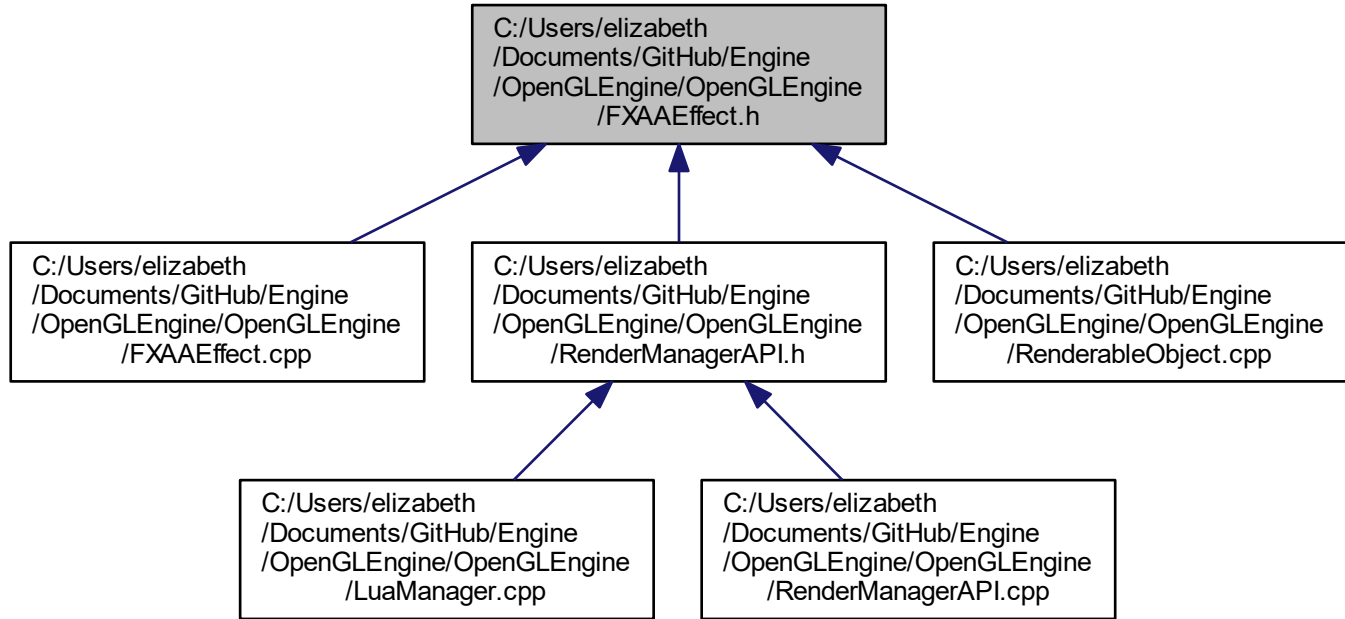 C:/Users/elizabeth
/Documents/GitHub/Engine
/OpenGLEngine/OpenGLEngine
/FXAAEffect.h
C:/Users/elizabeth
/Documents/GitHub/Engine
/OpenGLEngine/OpenGLEngine
/FXAAEffect.cpp
C:/Users/elizabeth
/Documents/GitHub/Engine
/OpenGLEngine/OpenGLEngine
/RenderManagerAPI.h
C:/Users/elizabeth
/Documents/GitHub/Engine
/OpenGLEngine/OpenGLEngine
/RenderableObject.cpp
C:/Users/elizabeth
/Documents/GitHub/Engine
/OpenGLEngine/OpenGLEngine
/LuaManager.cpp
C:/Users/elizabeth
/Documents/GitHub/Engine
/OpenGLEngine/OpenGLEngine
/RenderManagerAPI.cpp